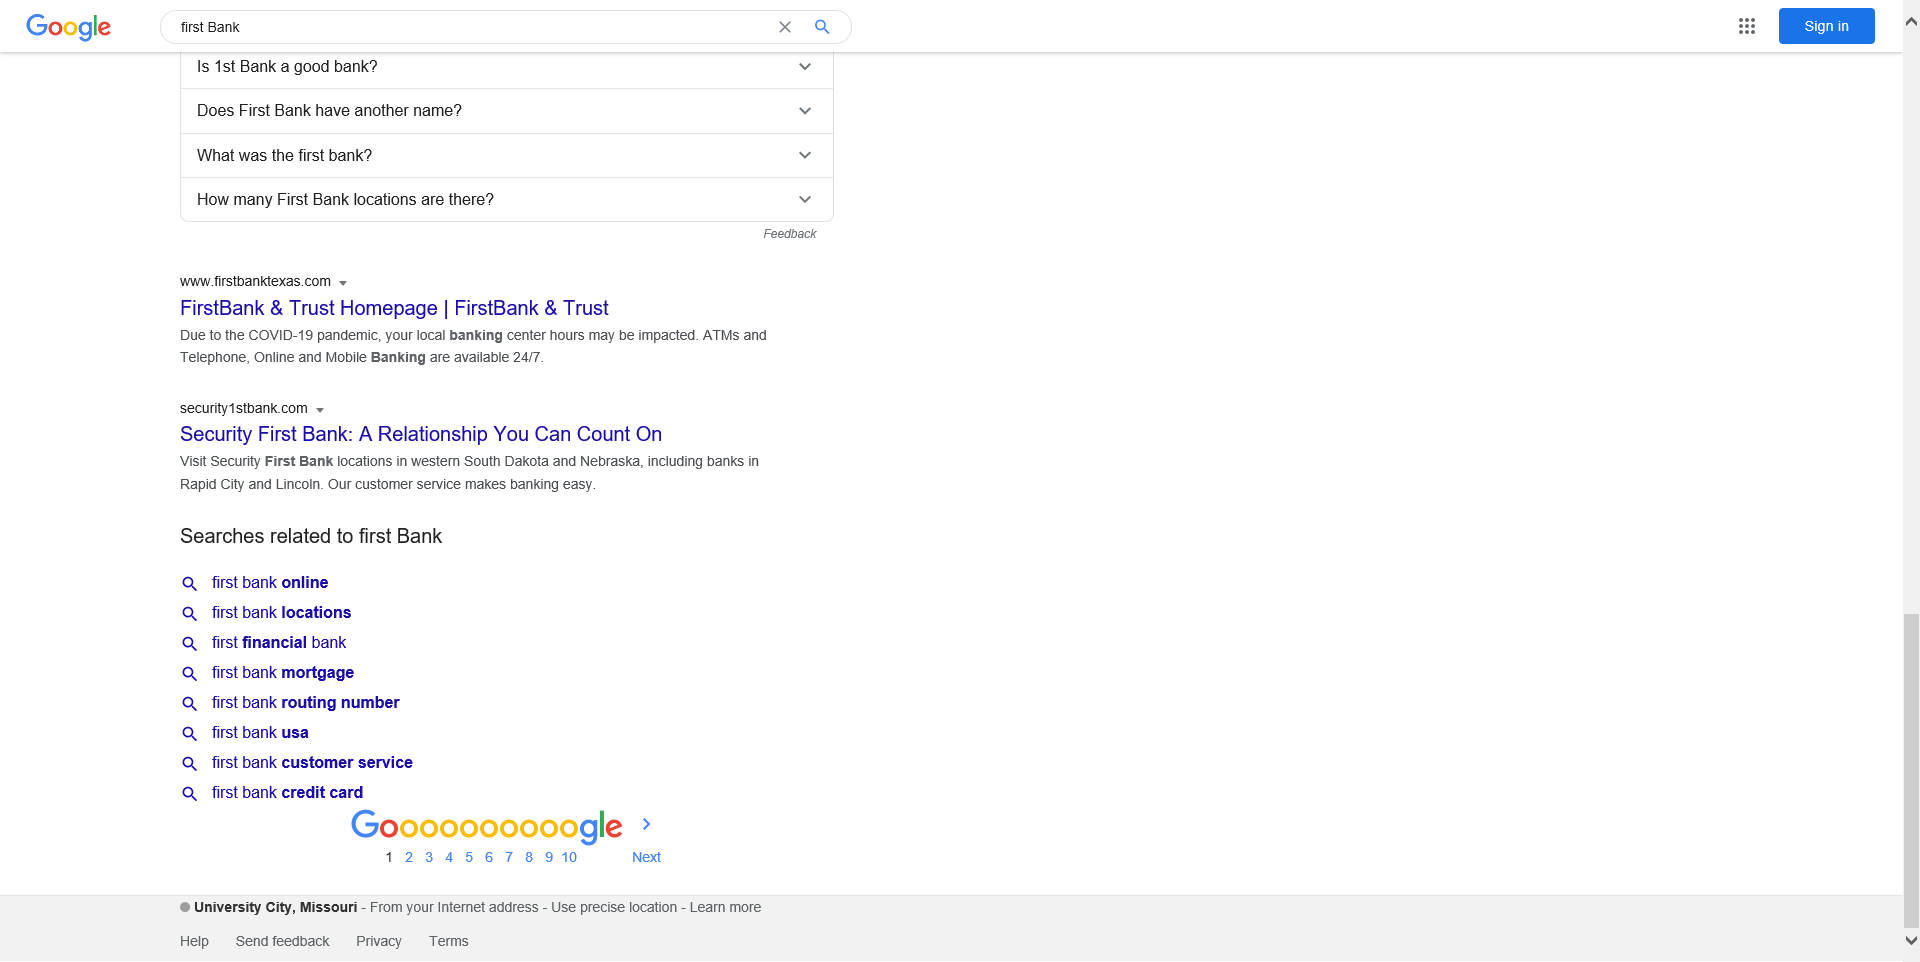 Google
first Bank
Sign in
Is 1st Bank a good bank?
Does First Bank have another name?
What was the first bank?
How many First Bank locations are there?
Feedback
www.firstbanktexas.com
FirstBank & Trust Homepage | FirstBank & Trust
Due to the COVID-19 pandemic, your local banking center hours may be impacted. ATMs and
Telephone, Online and Mobile Banking are available 24/7.
security1stbank.com
Security First Bank: A Relationship You Can Count On
Visit Security First Bank locations in western South Dakota and Nebraska, including banks in
Rapid City and Lincoln. Our customer service makes banking easy.
Searches related to first Bank
first bank online
first bank locations
first financial bank
first bank mortgage
first bank routing number
first bank usa
first bank customer service
first bank credit card
Goooooooooogle
1 2 3 4 5 6 7 8 9 10 Next
University City, Missouri - From your Internet address - Use precise location - Learn more
Help Send feedback Privacy Terms